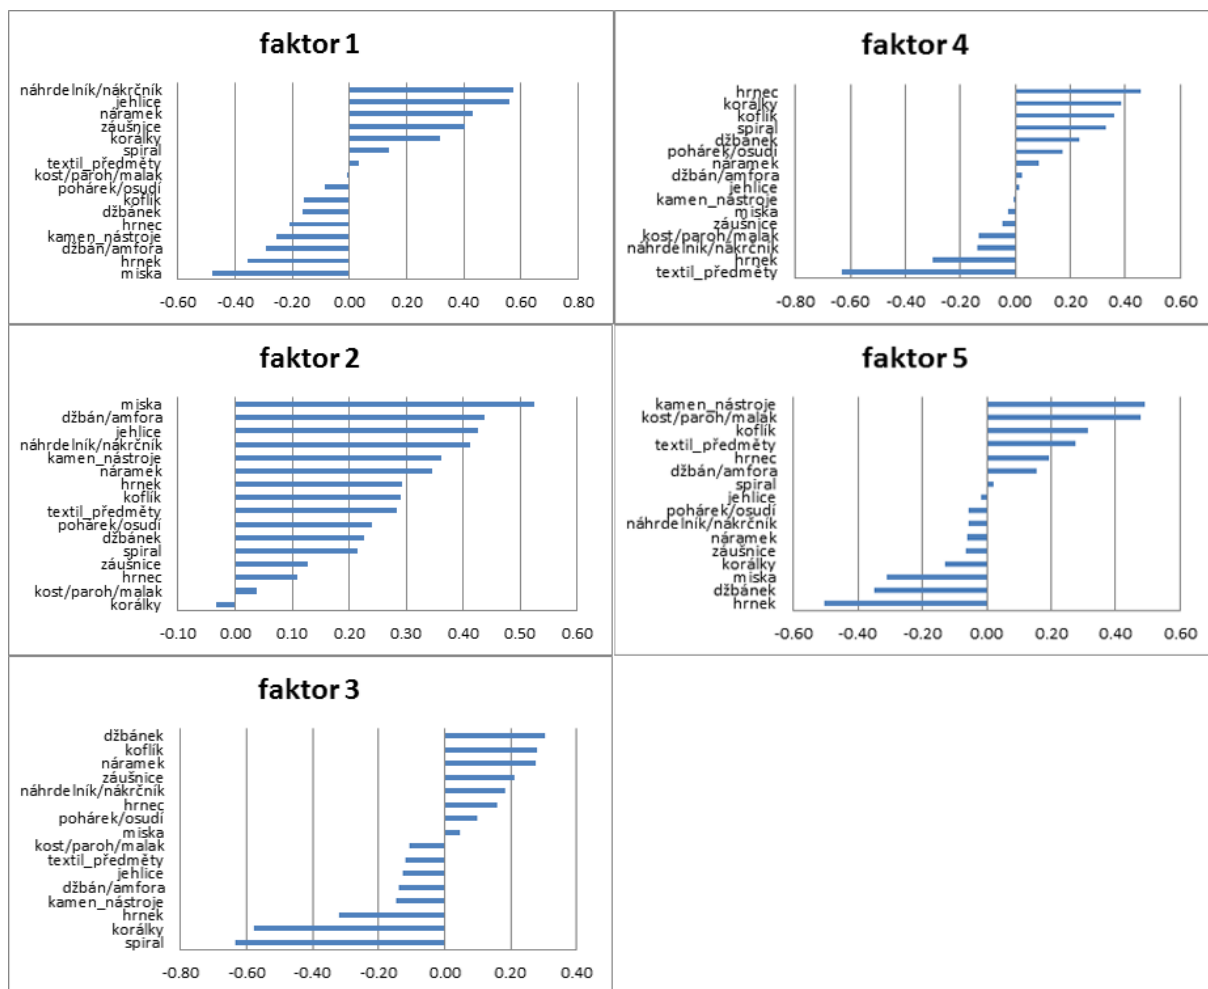 faktor 1
náhrdelník/nákrčník
jehlice
náramek
záušnice
korálky
spiral
textil_předměty
kost/paroh/malak
pohárek/osudí
koflík
džbánek
hrnec
kamen_nástroje
džbán/amfora
hrnek
miska
-0.60 -0.40 -0.20 0.00 0.20 0.40 0.60 0.80
faktor 4
hrnec
korálky
koflík
spiral
džbánek
pohárek/osudí
náramek
džbán/amfora
jehlice
kamen_nástroje
miska
záušnice
kost/paroh/malak
náhrdelník/nákrčník
hrnek
textil_předměty
-0.80 -0.60 -0.40 -0.20 0.00 0.20 0.40 0.60
faktor 2
miska
džbán/amfora
jehlice
náhrdelník/nákrčník
kamen_nástroje
náramek
hrnek
koflík
textil_předměty
pohárek/osudí
džbánek
spiral
záušnice
hrnec
kost/paroh/malak
korálky
-0.10 0.00 0.10 0.20 0.30 0.40 0.50 0.60
faktor 5
kamen_nástroje
kost/paroh/malak
koflík
textil_předměty
hrnec
džbán/amfora
spiral
jehlice
pohárek/osudí
náhrdelník/nákrčník
náramek
záušnice
korálky
miska
džbánek
hrnek
-0.60 -0.40 -0.20 0.00 0.20 0.40 0.60
faktor 3
džbánek
koflík
náramek
záušnice
náhrdelník/nákrčník
hrnec
pohárek/osudí
miska
kost/paroh/malak
textil_předměty
jehlice
džbán/amfora
kamen_nástroje
hrnek
korálky
spiral
-0.80 -0.60 -0.40 -0.20 0.00 0.20 0.40